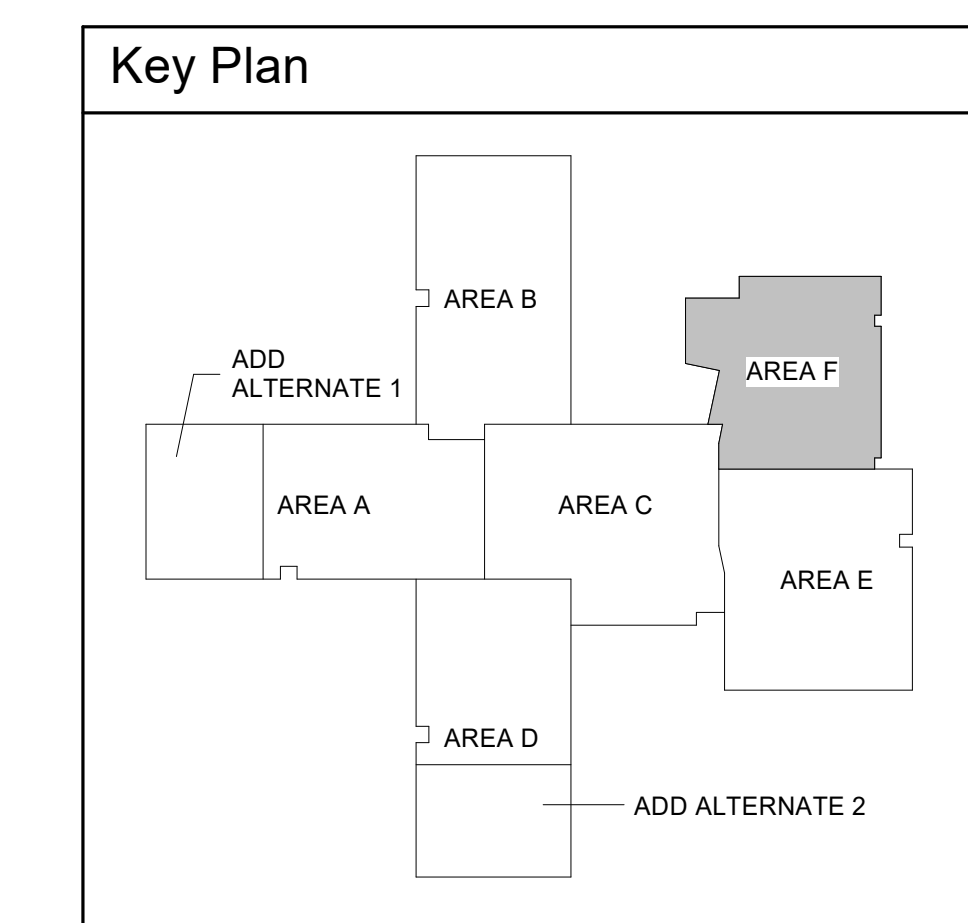 Key Plan
AREA B
ADD
ALTERNATE 1
AREA F
AREA A
AREA C
AREA E
AREA D
ADD ALTERNATE 2